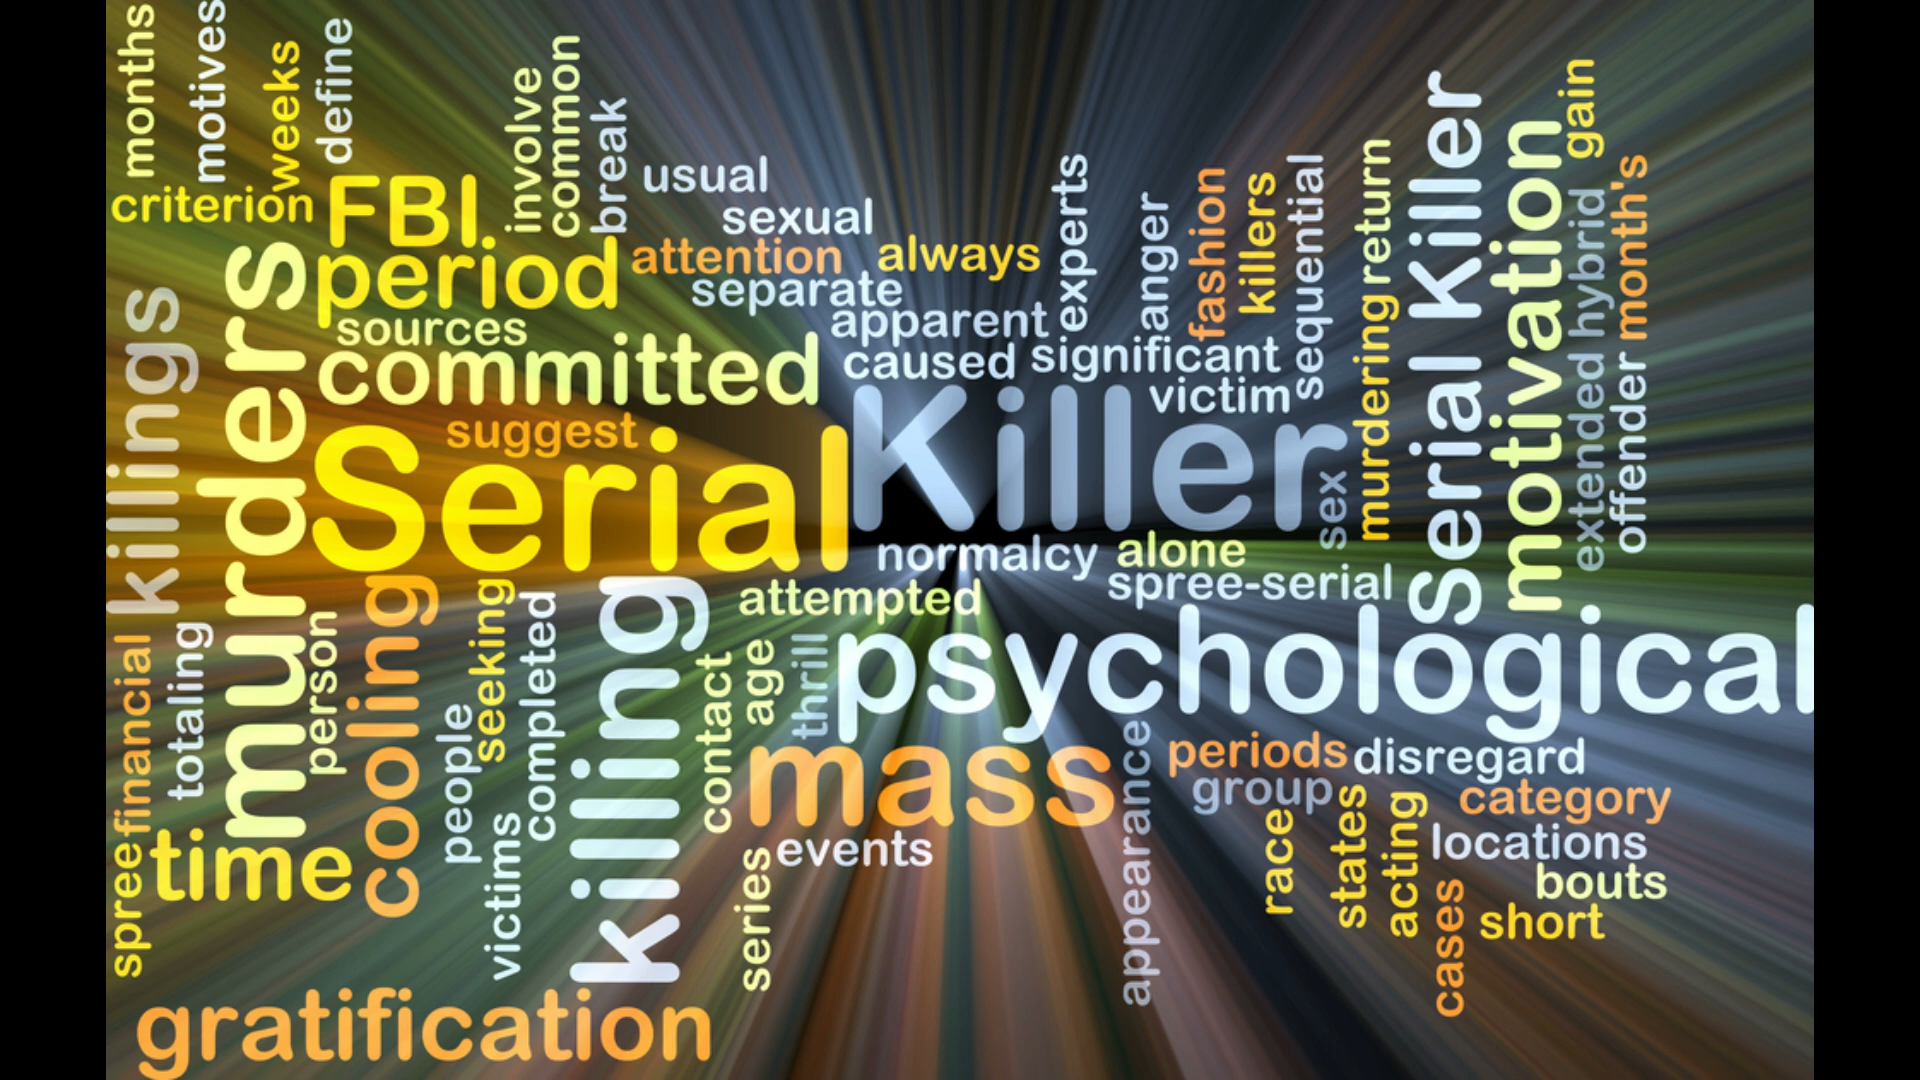 months
motives
weeks
define
criterion
FBI
involve
common
break
usual
sexual
attention
always
period
separate
sources
apparent
experts
anger
fashion
killers
sequential
return
murdering
Serial Killer
motivation
gain
hybrid
month's
extended
offender
committed
caused
significant
victim
killings
murders
suggest
Serial
Killer
sex
normalcy
alone
attempted
spree-serial
psychological
financial
totaling
person
cooling
seeking
completed
people
killing
contact
age
thrill
mass
appearance
periods
disregard
group
category
locations
bouts
short
race
states
acting
cases
events
series
victims
time
spree
gratification